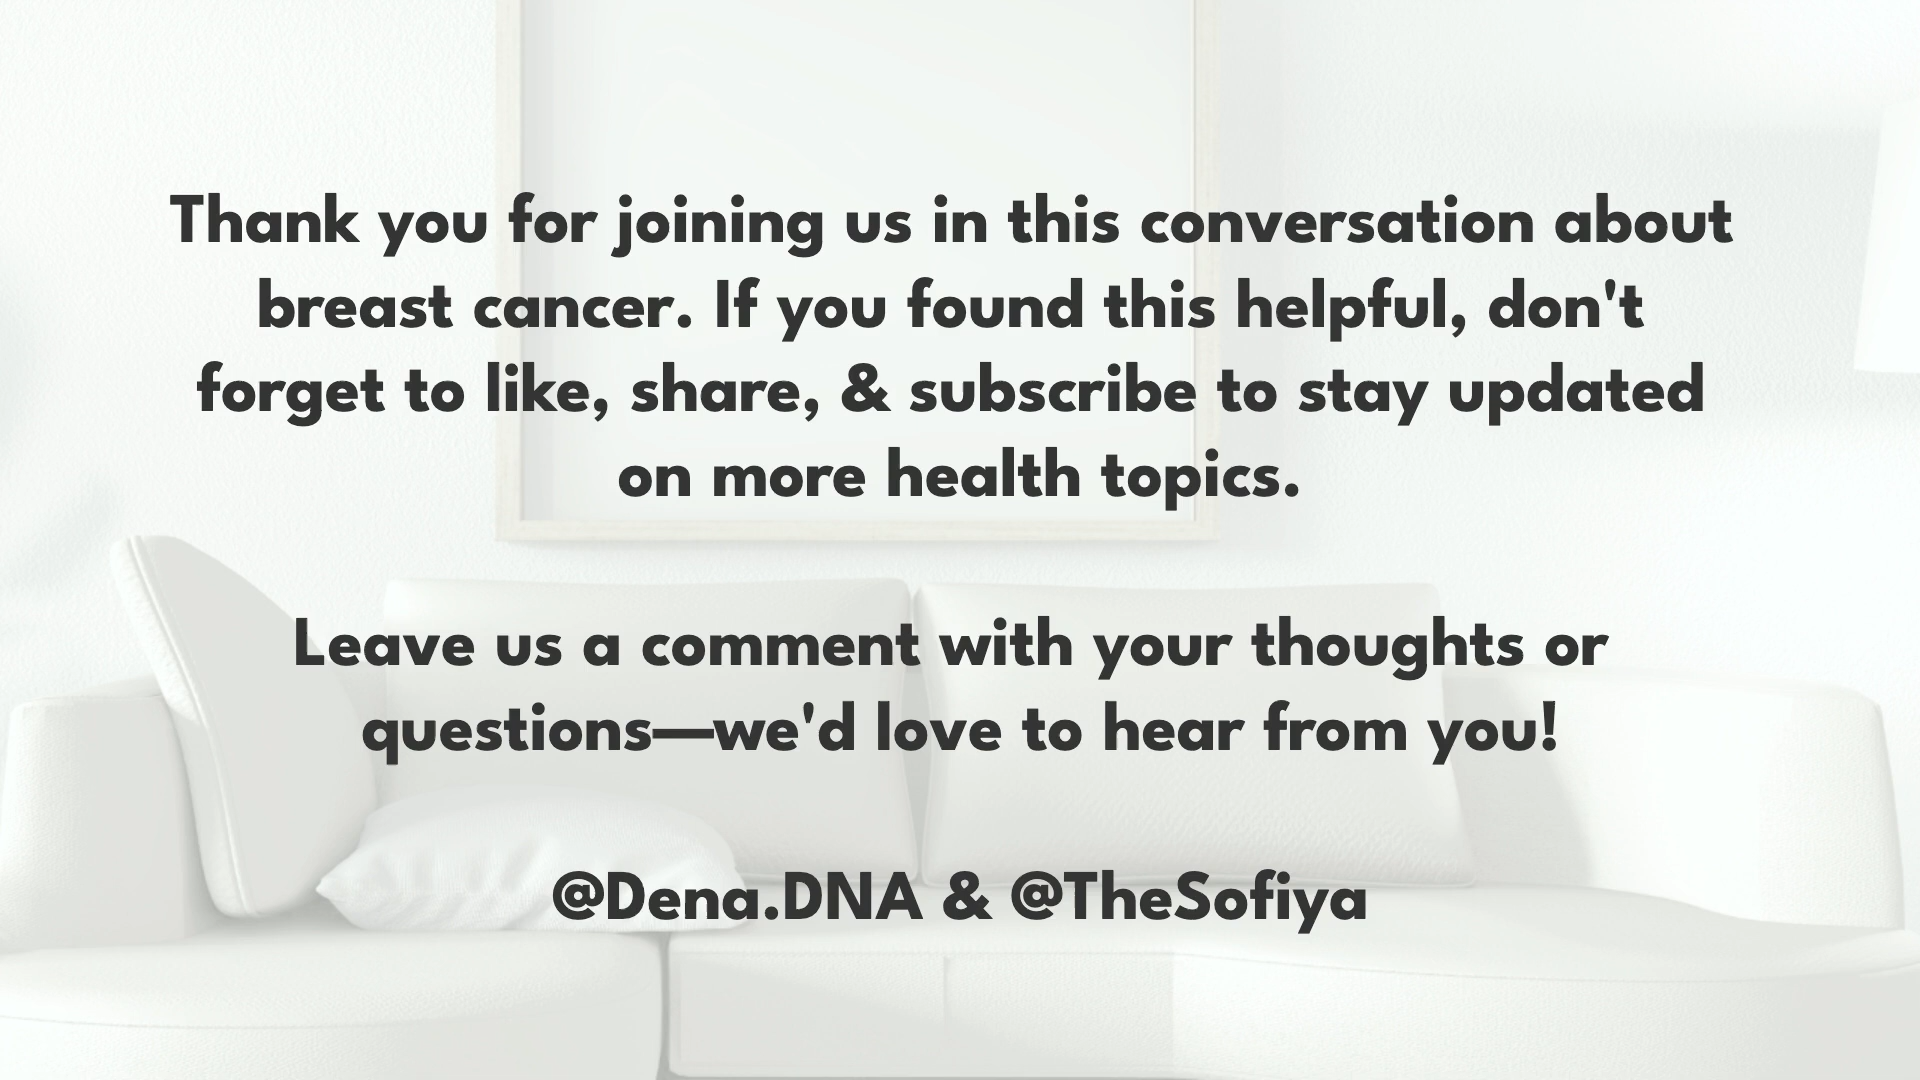 Thank you for joining us in this conversation about
breast cancer. If you found this helpful, don't
forget to like, share, & subscribe to stay updated
on more health topics.
Leave us a comment with your thoughts or
questions—we'd love to hear from you!
@Dena.DNA & @TheSofiya